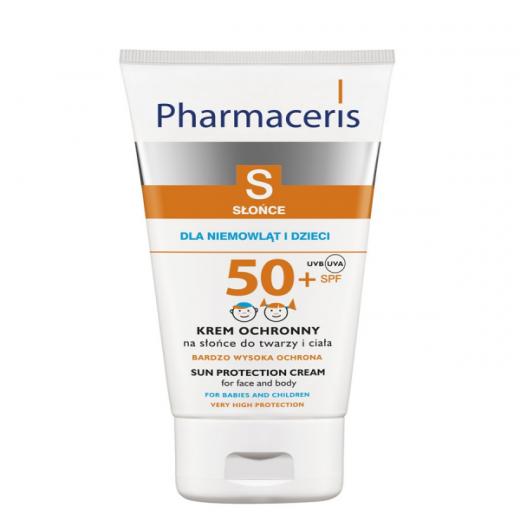 Pharmaceris
S
SŁOŃCE
DLA NIEMOWLĄT I DZIECI
50+ SPF UVB UVA
KREM OCHRONNY
na słońce do twarzy i ciała
BARDZO WYSOKA OCHRONA
SUN PROTECTION CREAM
for face and body
FOR BABIES AND CHILDREN
VERY HIGH PROTECTION